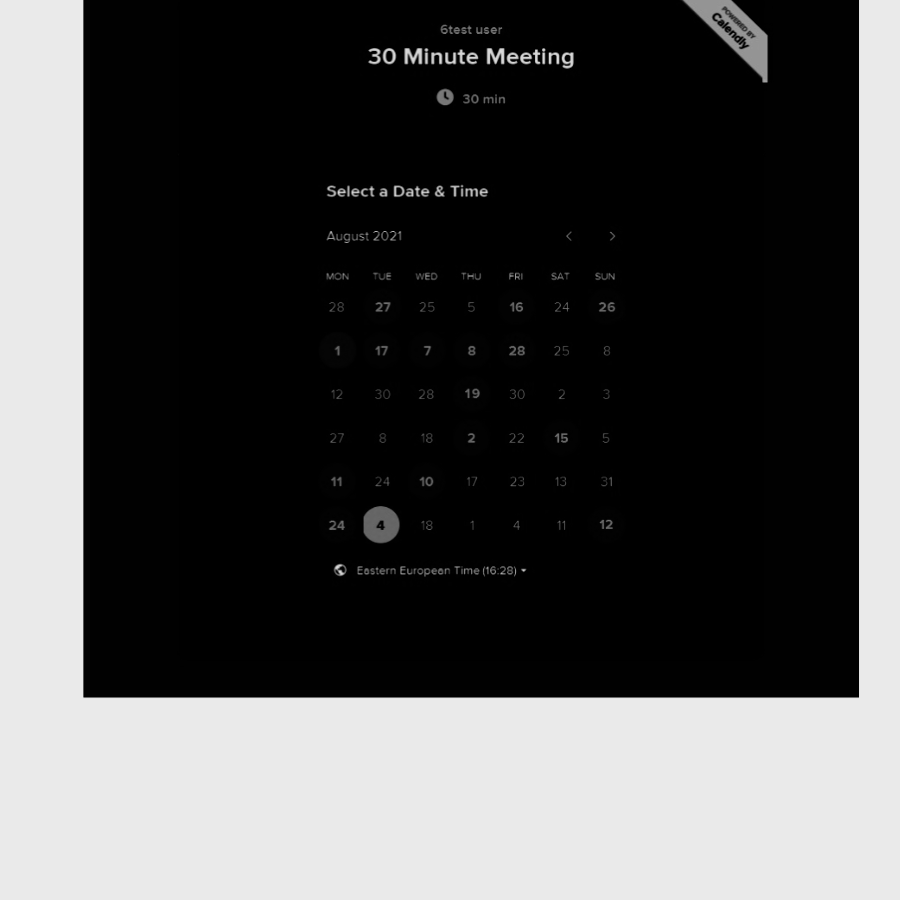 POWERED BY
Calendly
6test user
30 Minute Meeting
30 min
Select a Date & Time
August 2021
MON TUE WED THU FRI SAT SUN
28 27 25 5 16 24 26
1 17 7 8 28 25 8
12 30 28 19 30 2 3
27 8 18 2 22 15 5
11 24 10 17 23 13 31
24 4 18 1 4 11 12
Eastern European Time (16:28)